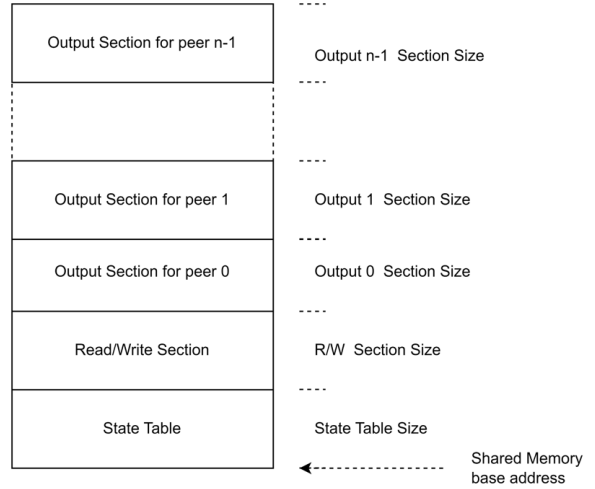 Output Section for peer n-1
Output n-1 Section Size
Output Section for peer 1
Output 1 Section Size
Output Section for peer 0
Output 0 Section Size
Read/Write Section
R/W Section Size
State Table
State Table Size
Shared Memory
base address